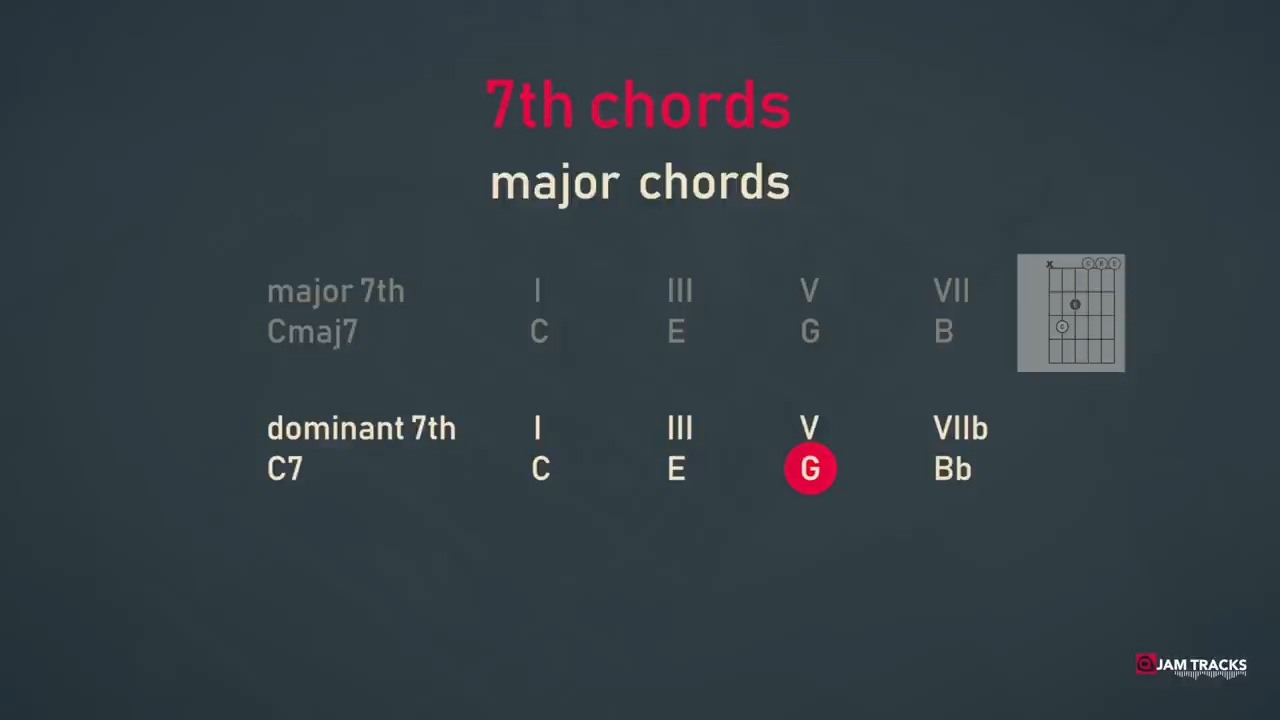 7th chords
major chords
major 7th I III V VII
Cmaj7 C E G B
x G B E
E
C
dominant 7th I III V VIIb
C7 C E G Bb
JAM TRACKS